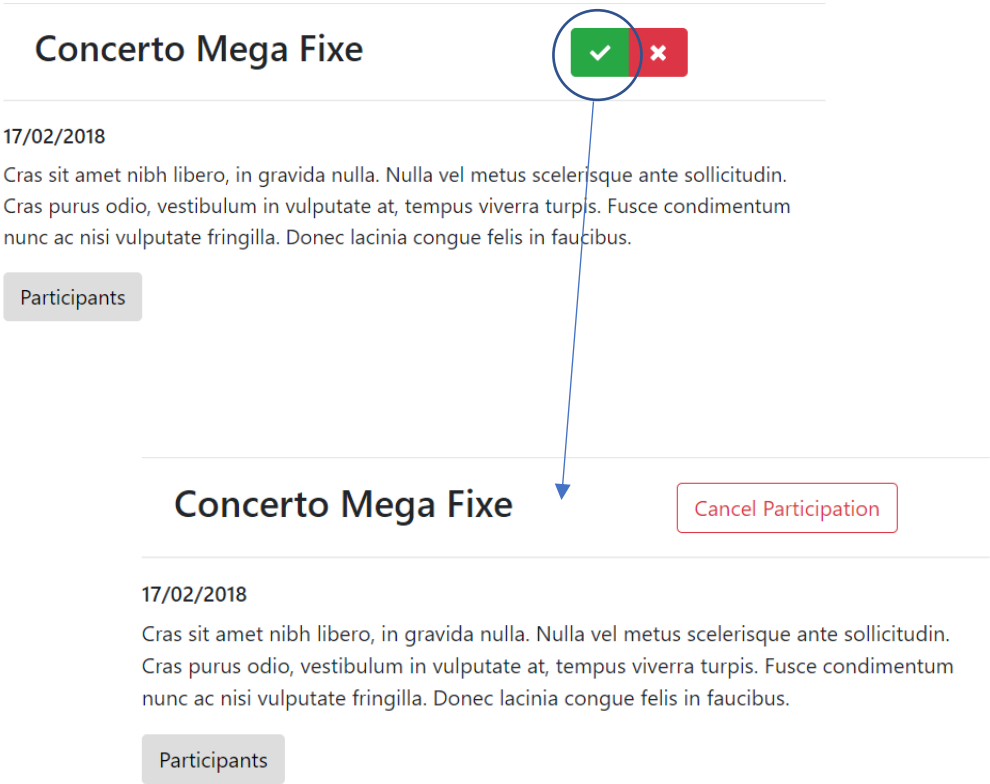 Concerto Mega Fixe
17/02/2018
Cras sit amet nibh libero, in gravida nulla. Nulla vel metus scelerisque ante sollicitudin.
Cras purus odio, vestibulum in vulputate at, tempus viverra turpis. Fusce condimentum
nunc ac nisi vulputate fringilla. Donec lacinia congue felis in faucibus.
Participants
Concerto Mega Fixe
Cancel Participation
17/02/2018
Cras sit amet nibh libero, in gravida nulla. Nulla vel metus scelerisque ante sollicitudin.
Cras purus odio, vestibulum in vulputate at, tempus viverra turpis. Fusce condimentum
nunc ac nisi vulputate fringilla. Donec lacinia congue felis in faucibus.
Participants